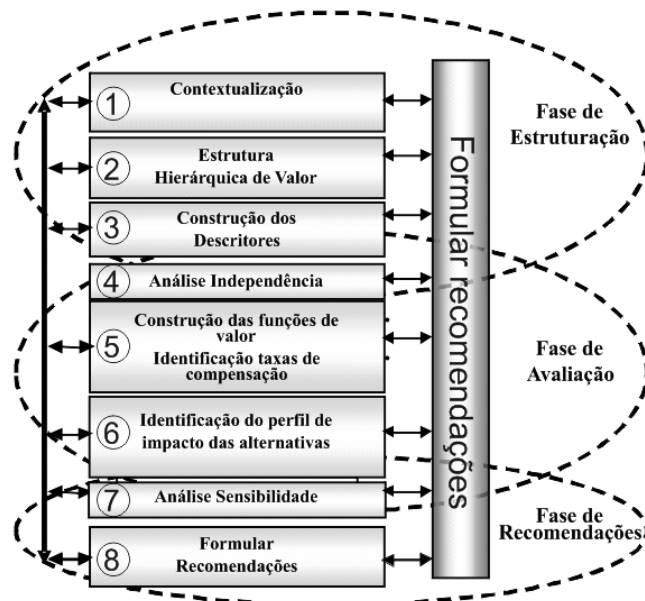 1
Contextualização
2
Estrutura
Hierárquica de Valor
3
Construção dos
Descritores
4
Análise Independência
5
Construção das funções de
valor
Identificação taxas de
compensação
6
Identificação do perfil de
impacto das alternativas
7
Análise Sensibilidade
8
Formular
Recomendações
Formular recomendações
Fase de
Estruturação
Fase de
Avaliação
Fase de
Recomendações